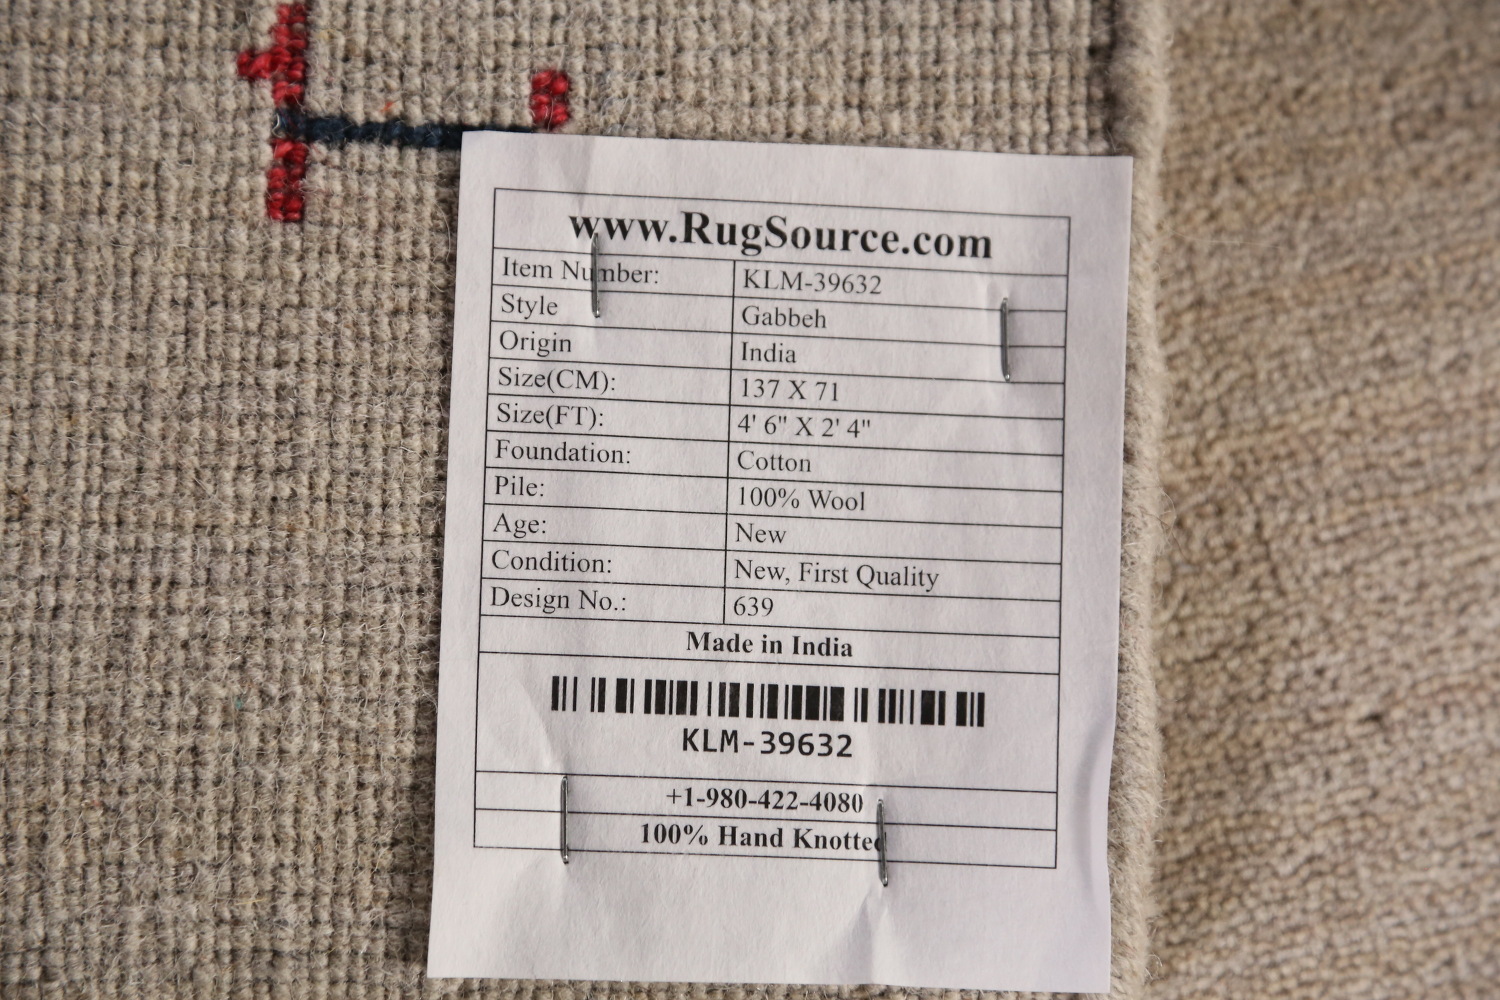 www.RugSource.com
Item Number: KLM-39632
Style Gabbeh
Origin India
Size(CM): 137 X 71
Size(FT): 4' 6" X 2' 4"
Foundation: Cotton
Pile: 100% Wool
Age: New
Condition: New, First Quality
Design No.: 639
Made in India
KLM-39632
+1-980-422-4080
100% Hand Knotted